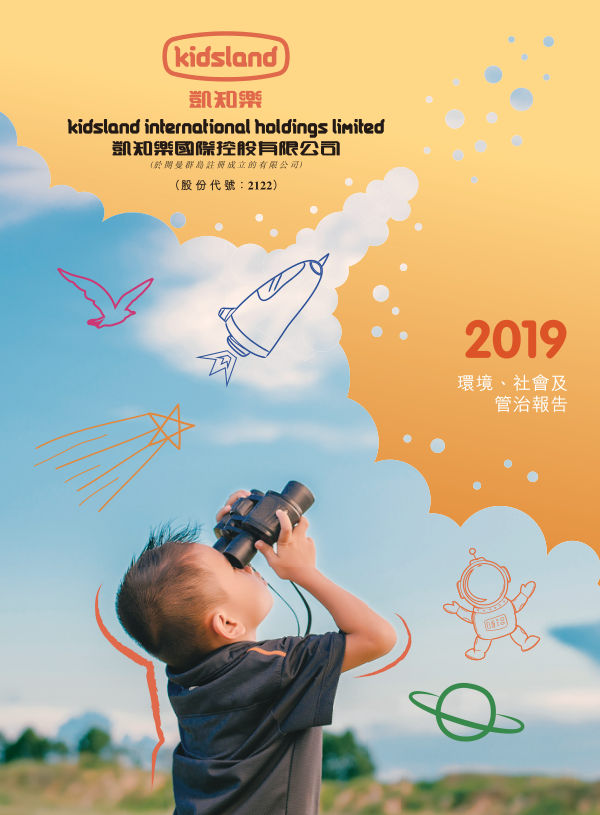 kidsland
凱知樂
kidsland international holdings limited
凱知樂國際控股有限公司
(於開曼群島註冊成立的有限公司)
(股份代號：2122)
2019
環境、社會及
管治報告